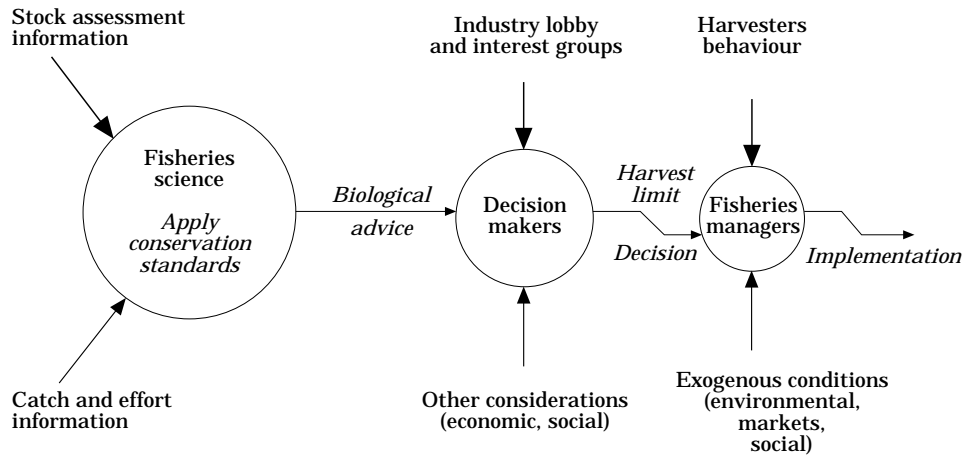 Stock assessment
information
Industry lobby
and interest groups
Harvesters
behaviour
Fisheries
science
Apply
conservation
standards
Biological
advice
Decision
makers
Harvest
limit
Decision
Fisheries
managers
Implementation
Catch and effort
information
Other considerations
(economic, social)
Exogenous conditions
(environmental,
markets,
social)